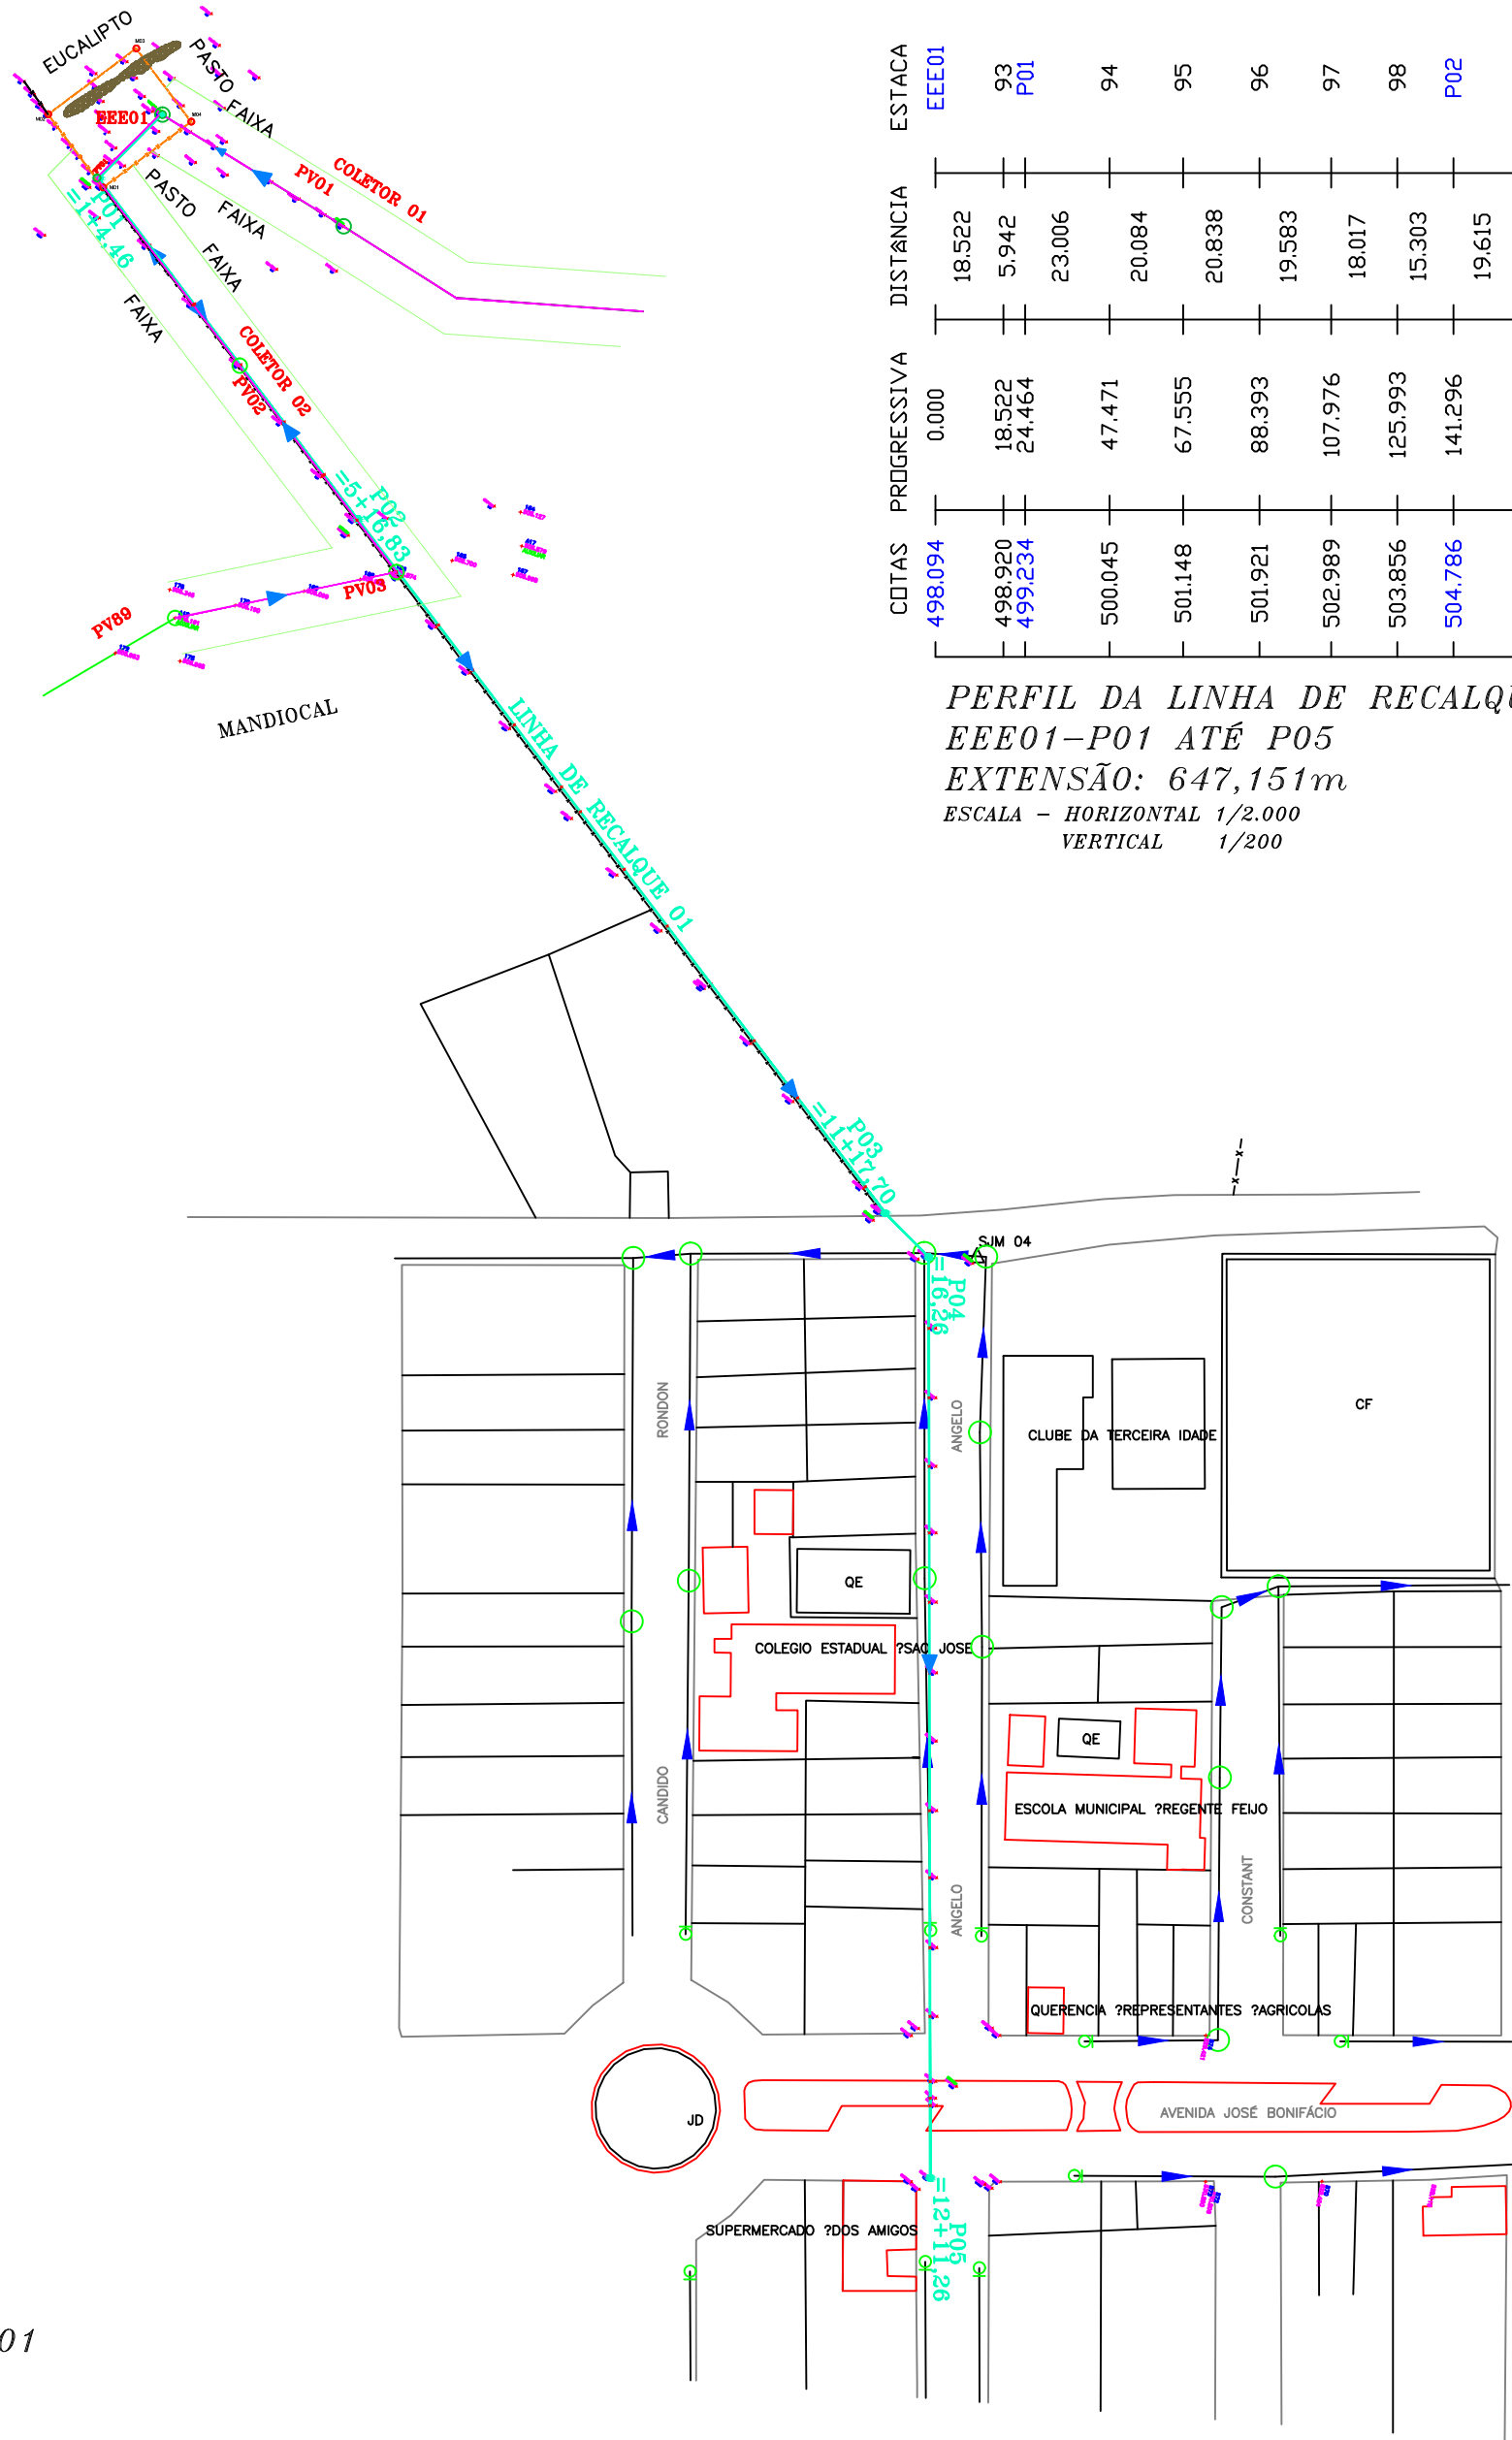 EUCALIPTO
PASTO
FAIXA
EEE01
PV01
COLETOR 01
PASTO
FAIXA
P01
=1+4,46
FAIXA
FAIXA
COLETOR 02
PV02
P02
=5+16,83
PV03
PV89
MANDIOCAL
LINHA DE RECALQUE 01
P03
=11+17,70
ESTACA EEE01 93 P01 94 95 96 97 98 P02
DISTANCIA 18.522 5.942 23.006 20.084 20.838 19.583 18.017 15.303 19.615
PROGRESSIVA 0.000 18.522 24.464 47.471 67.555 88.393 107.976 125.993 141.296
COTAS 498.094 498.920 499.234 500.045 501.148 501.921 502.989 503.856 504.786
PERFIL DA LINHA DE RECALQU
EEE01-P01 ATÉ P05
EXTENSÃO: 647,151m
ESCALA - HORIZONTAL 1/2.000
VERTICAL 1/200
SJM 04
P04
=16,26
RONDON
ANGELO
CLUBE DA TERCEIRA IDADE
CF
QE
COLEGIO ESTADUAL ?SAO JOSE
QE
CANDIDO
ESCOLA MUNICIPAL ?REGENTE FEIJO
ANGELO
CONSTANT
QUERENCIA ?REPRESENTANTES ?AGRICOLAS
JD
AVENIDA JOSÉ BONIFÁCIO
SUPERMERCADO ?DOS AMIGOS
P05
=12+11,26
01